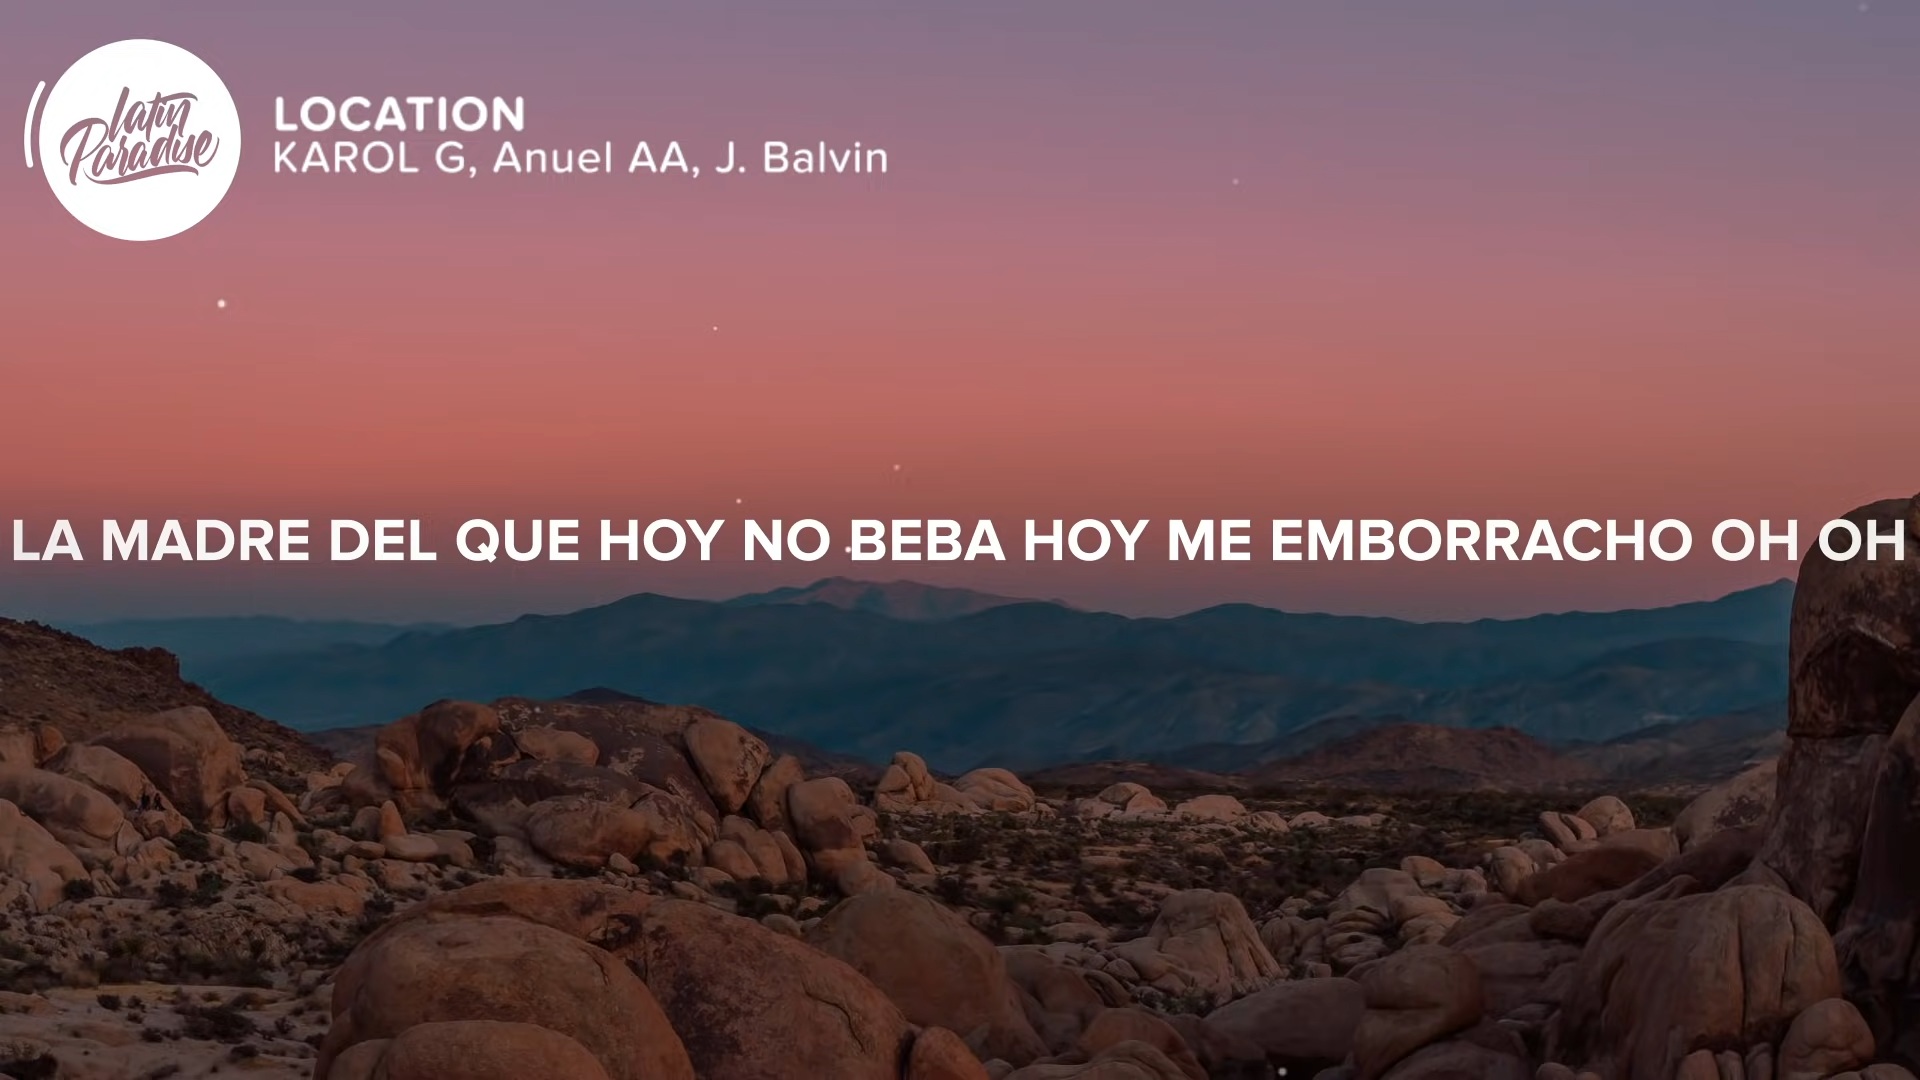 latin
Paradise
LOCATION
KAROL G, Anuel AA, J. Balvin
LA MADRE DEL QUE HOY NO BEBA HOY ME EMBORRACHO OH OH